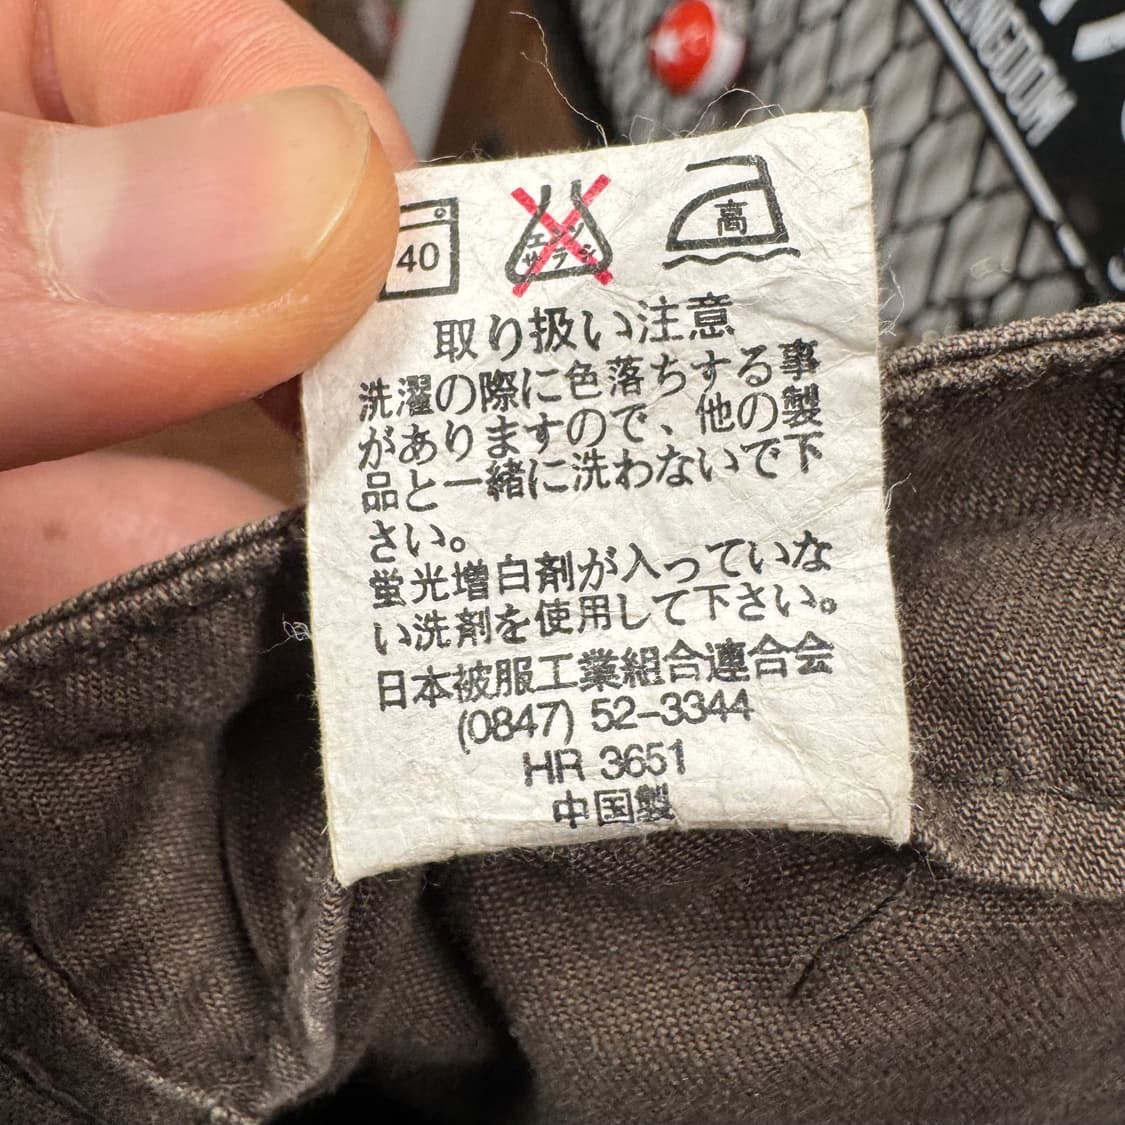 40
エンソ
サラシ
高
取り扱い注意
洗濯の際に色落ちする事
がありますので、他の製
品と一緒に洗わないで下
さい。
蛍光増白剤が入っていな
い洗剤を使用して下さい。
日本被服工業組合連合会
(0847) 52-3344
HR 3651
中国製